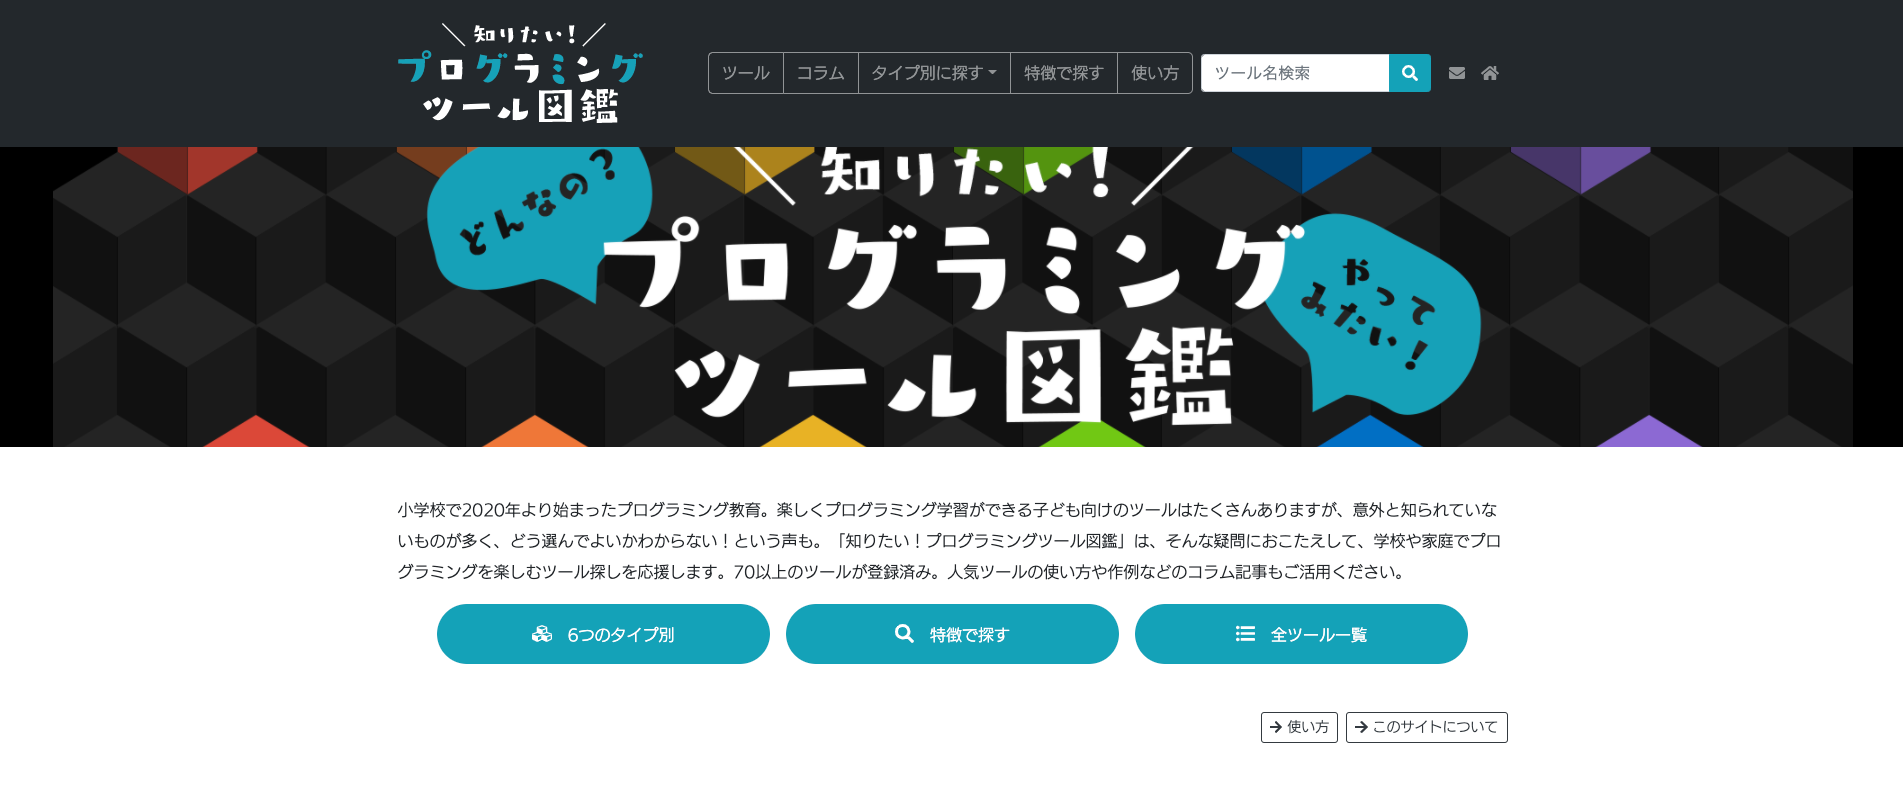 知りたい!
プログラミング
ツール図鑑
ツール
コラム
タイプ別に探す
特徴で探す
使い方
ツール名検索
どんなの?
知りたい!
プログラミング
ツール図鑑
やって
みたい!
小学校で2020年より始まったプログラミング教育。楽しくプログラミング学習ができる子ども向けのツールはたくさんありますが、意外と知られていな
いものが多く、どう選んでよいかわからない！という声も。「知りたい！プログラミングツール図鑑」は、そんな疑問におこたえして、学校や家庭でプロ
グラミングを楽しむツール探しを応援します。70以上のツールが登録済み。人気ツールの使い方や作例などのコラム記事もご活用ください。
6つのタイプ別
特徴で探す
全ツール一覧
使い方
このサイトについて